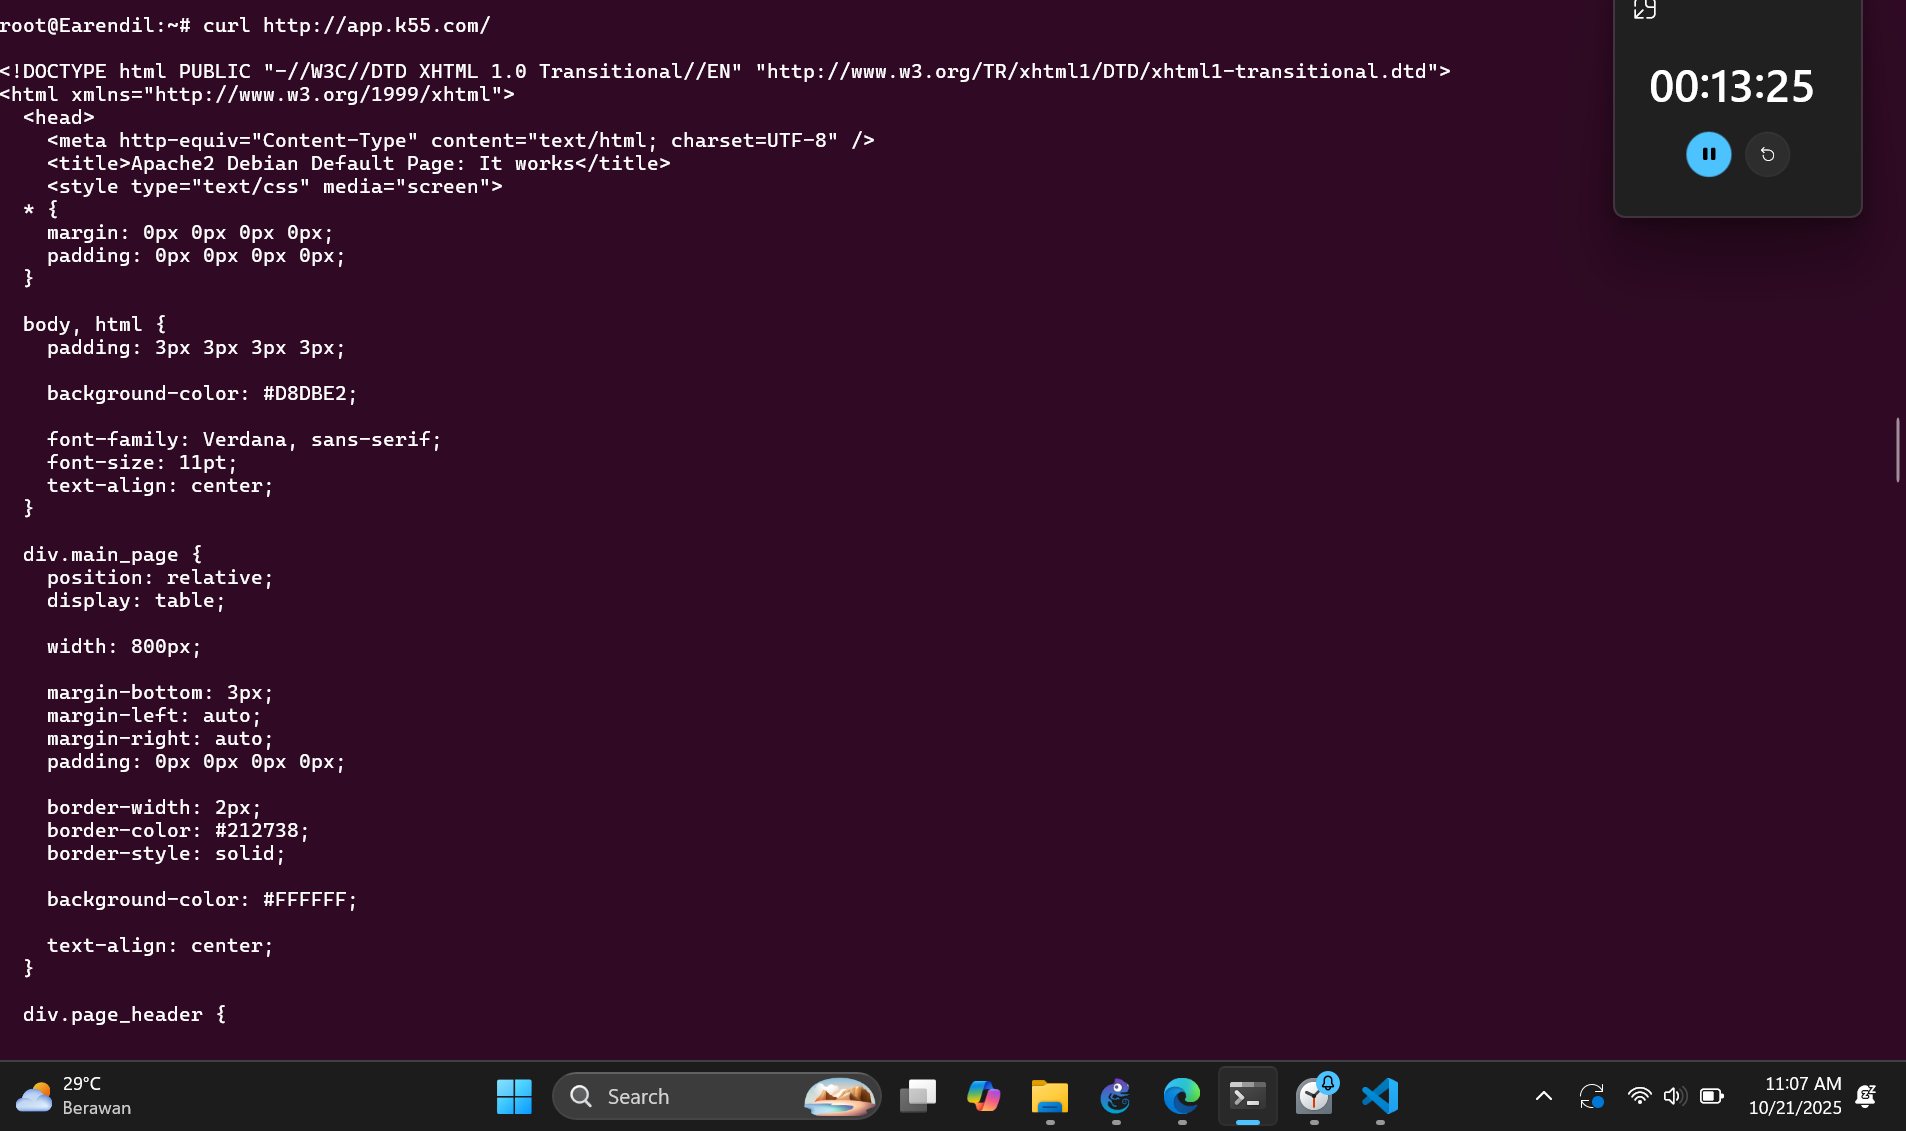 root@Earendil:~# curl http://app.k55.com/

<!DOCTYPE html PUBLIC "-//W3C//DTD XHTML 1.0 Transitional//EN" "http://www.w3.org/TR/xhtml1/DTD/xhtml1-transitional.dtd">
<html xmlns="http://www.w3.org/1999/xhtml">
  <head>
    <meta http-equiv="Content-Type" content="text/html; charset=UTF-8" />
    <title>Apache2 Debian Default Page: It works</title>
    <style type="text/css" media="screen">
  * {
    margin: 0px 0px 0px 0px;
    padding: 0px 0px 0px 0px;
  }

  body, html {
    padding: 3px 3px 3px 3px;

    background-color: #D8DBE2;

    font-family: Verdana, sans-serif;
    font-size: 11pt;
    text-align: center;
  }

  div.main_page {
    position: relative;
    display: table;

    width: 800px;

    margin-bottom: 3px;
    margin-left: auto;
    margin-right: auto;
    padding: 0px 0px 0px 0px;

    border-width: 2px;
    border-color: #212738;
    border-style: solid;

    background-color: #FFFFFF;

    text-align: center;
  }

  div.page_header {
00:13:25
29°C
Berawan
Search
11:07 AM
10/21/2025